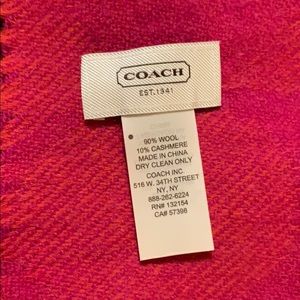 COACH
EST. 1941
90% WOOL
10% CASHMERE
MADE IN CHINA
DRY CLEAN ONLY
COACH INC.
516 W. 34TH STREET
NY, NY
888-262-6224
RN# 132154
CA# 57398